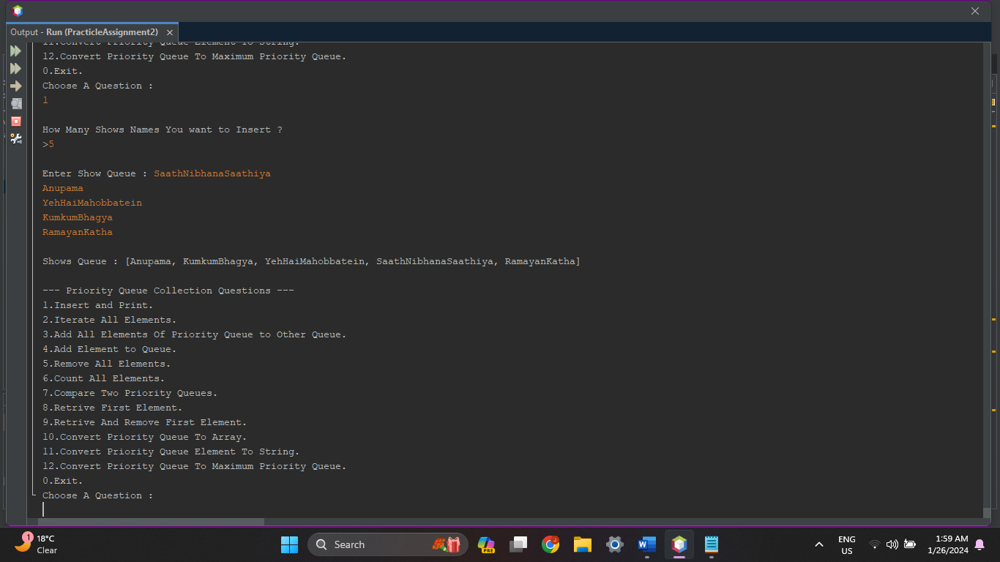 Output - Run (PracticleAssignment2)
11.Convert Priority Queue Element To String.
12.Convert Priority Queue To Maximum Priority Queue.
0.Exit.
Choose A Question :
1
How Many Shows Names You want to Insert ?
>5
Enter Show Queue : SaathNibhanaSaathiya
Anupama
YehHaiMahobbatein
KumkumBhagya
RamayanKatha
Shows Queue : [Anupama, KumkumBhagya, YehHaiMahobbatein, SaathNibhanaSaathiya, RamayanKatha]
--- Priority Queue Collection Questions ---
1.Insert and Print.
2.Iterate All Elements.
3.Add All Elements Of Priority Queue to Other Queue.
4.Add Element to Queue.
5.Remove All Elements.
6.Count All Elements.
7.Compare Two Priority Queues.
8.Retrive First Element.
9.Retrive And Remove First Element.
10.Convert Priority Queue To Array.
11.Convert Priority Queue Element To String.
12.Convert Priority Queue To Maximum Priority Queue.
0.Exit.
Choose A Question :
1
18°C
Clear
Search
PRE
W
ENG
US
1:59 AM
1/26/2024